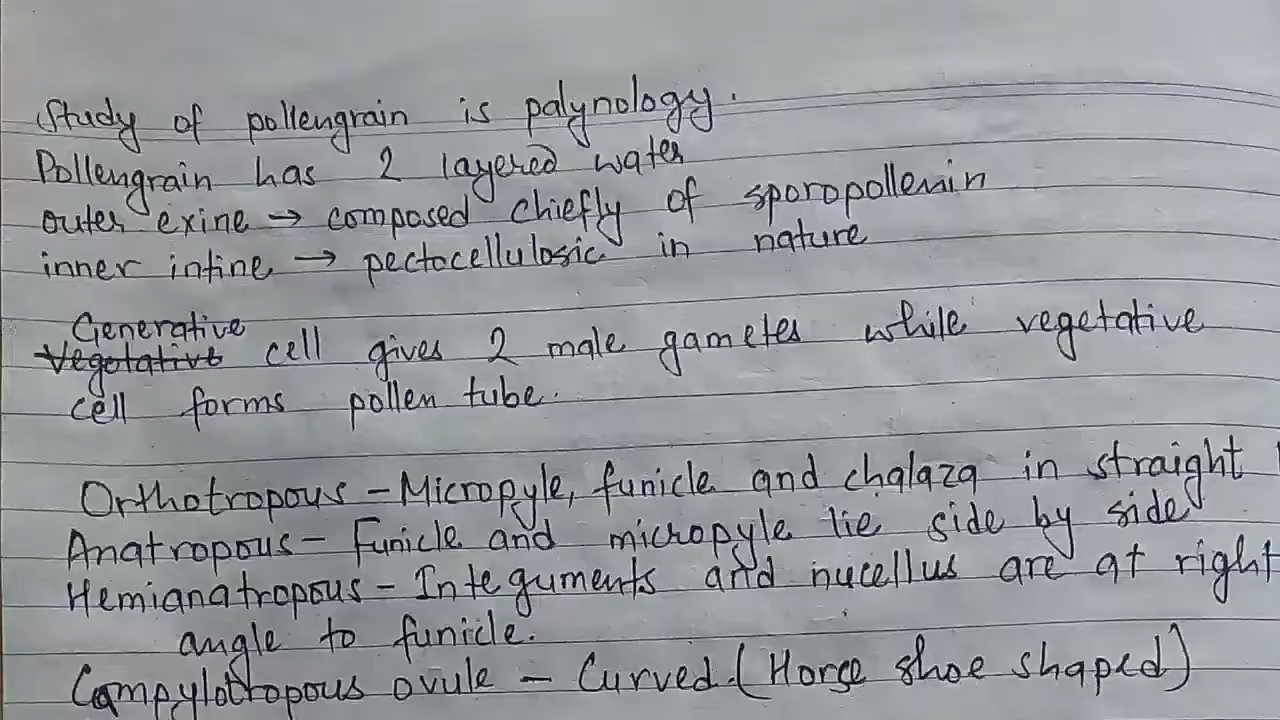 Study of pollengrain is palynology.
Pollengrain has 2 layered water
outer exine → composed chiefly of sporopollenin
inner intine → pectocellulosic in nature
Generative
Vegetative cell gives 2 male gametes while vegetative
cell forms pollen tube.
Orthotropous - Micropyle, funicle and chalaza in straight
Anatropous - Funicle and micropyle lie side by side
Hemianatropous - Integuments and nucellus are at right
angle to funicle.
Campylotropous ovule - Curved (Horse shoe shaped)